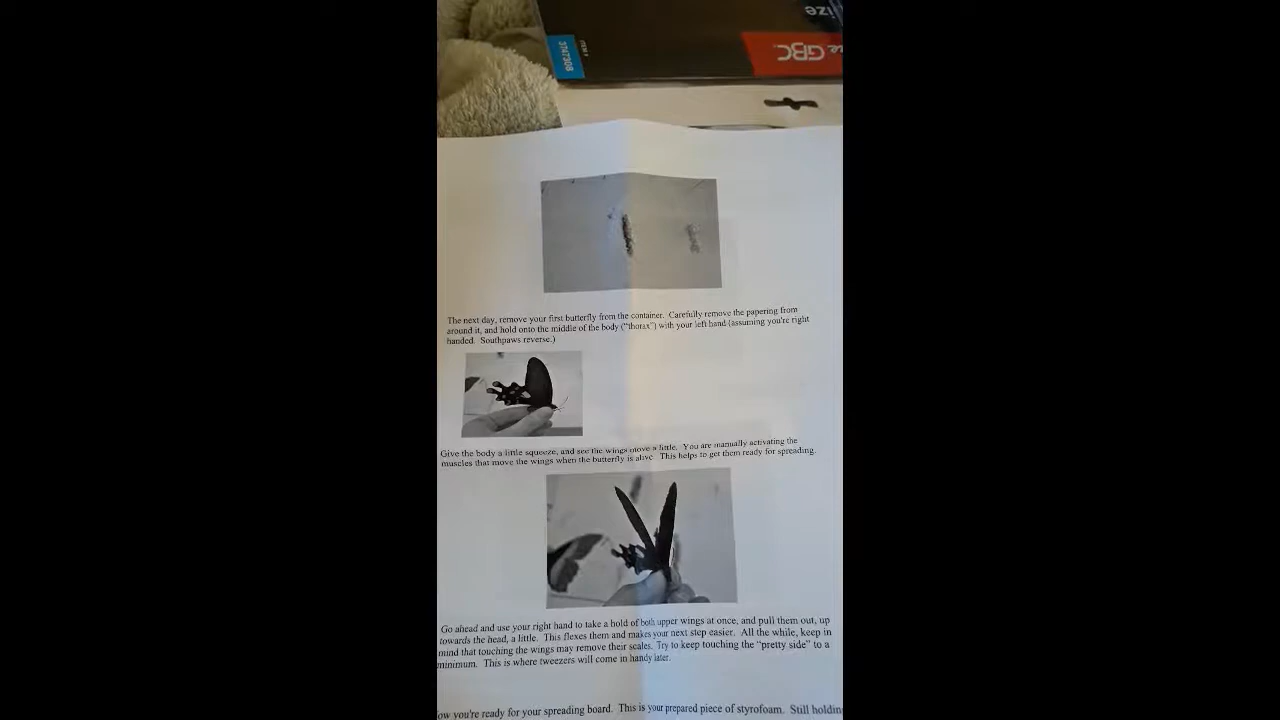 ize
ue GBC
ITEM #
3747308
The next day, remove your first butterfly from the container. Carefully remove the papering from
around it, and hold onto the middle of the body ("thorax") with your left hand (assuming you're right
handed. Southpaws reverse.)
Give the body a little squeeze, and see the wings move a little. You are manually activating the
muscles that move the wings when the butterfly is alive. This helps to get them ready for spreading.
Go ahead and use your right hand to take a hold of both upper wings at once, and pull them out, up
towards the head, a little. This flexes them and makes your next step easier. All the while, keep in
mind that touching the wings may remove their scales. Try to keep touching the "pretty side" to a
minimum. This is where tweezers will come in handy later.
ow you're ready for your spreading board. This is your prepared piece of styrofoam. Still holdin